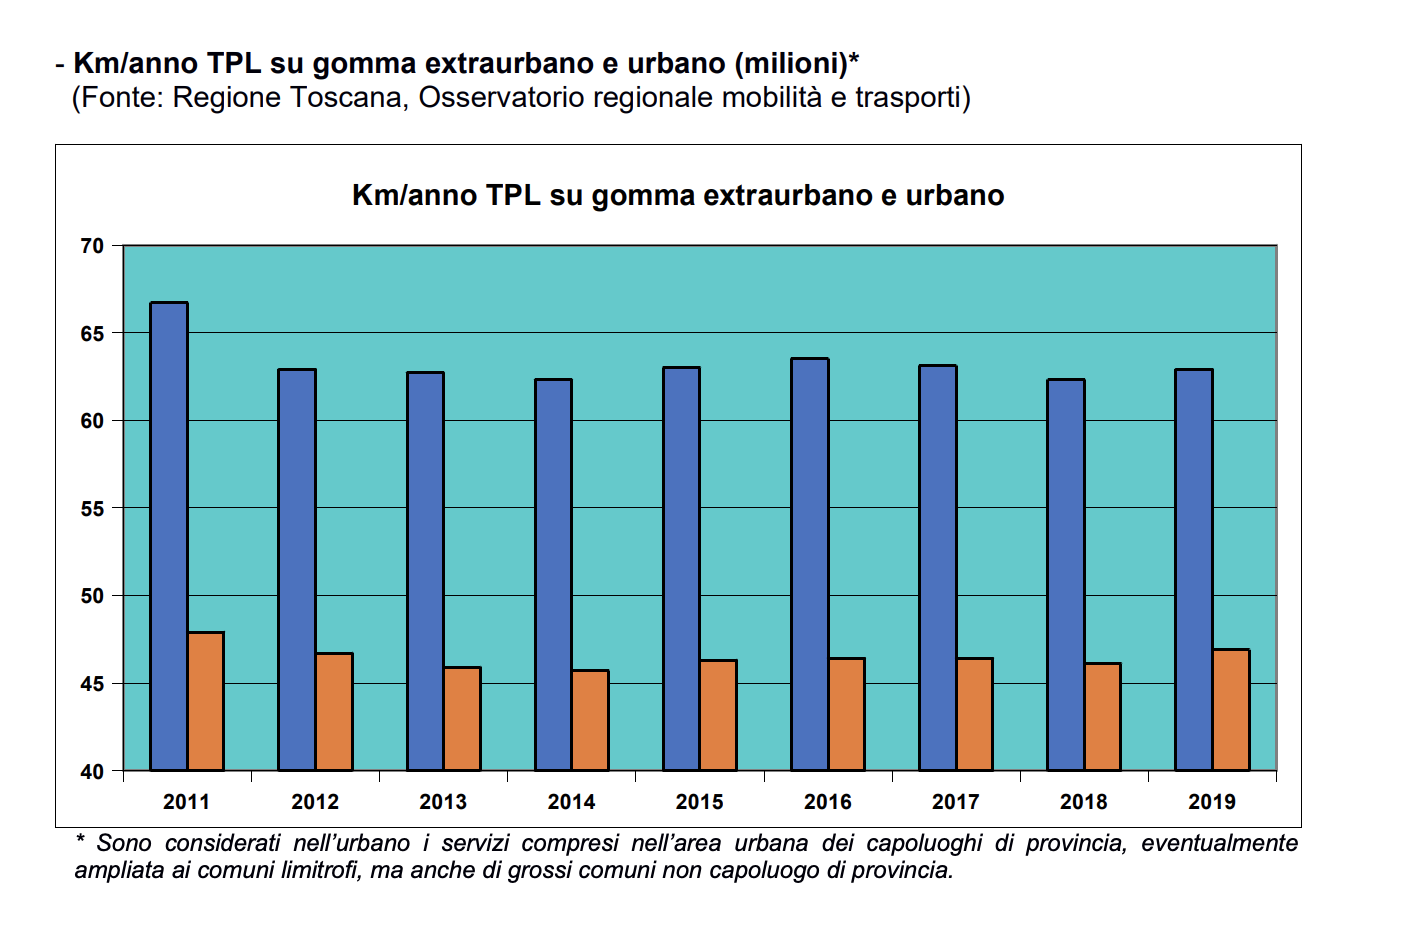 - Km/anno TPL su gomma extraurbano e urbano (milioni)*
(Fonte: Regione Toscana, Osservatorio regionale mobilità e trasporti)
Km/anno TPL su gomma extraurbano e urbano
70
65
60
55
50
45
40
2011 2012 2013 2014 2015 2016 2017 2018 2019
* Sono considerati nell’urbano i servizi compresi nell’area urbana dei capoluoghi di provincia, eventualmente
ampliata ai comuni limitrofi, ma anche di grossi comuni non capoluogo di provincia.